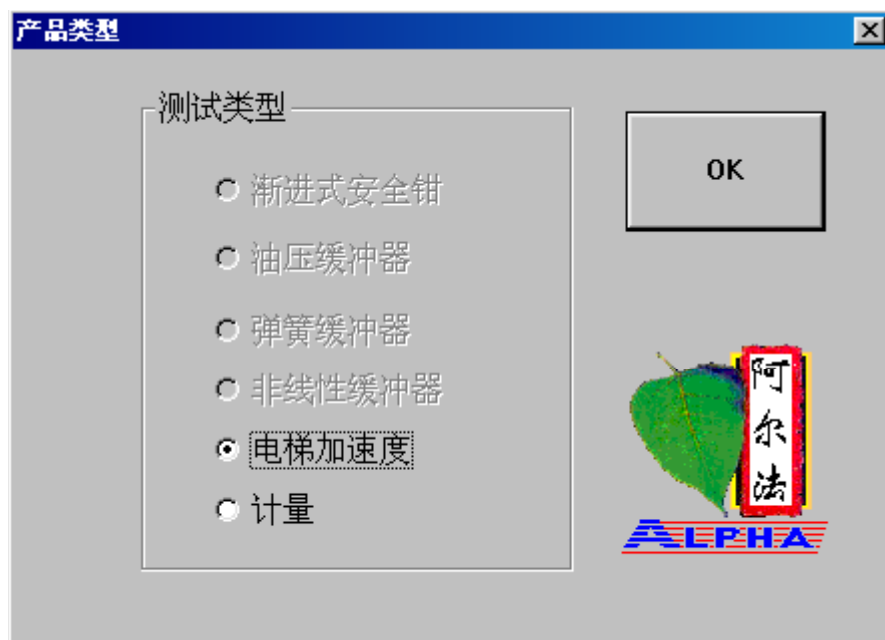 产品类型
测试类型
渐进式安全钳
油压缓冲器
弹簧缓冲器
非线性缓冲器
电梯加速度
计量
OK
阿尔法
ALPHA